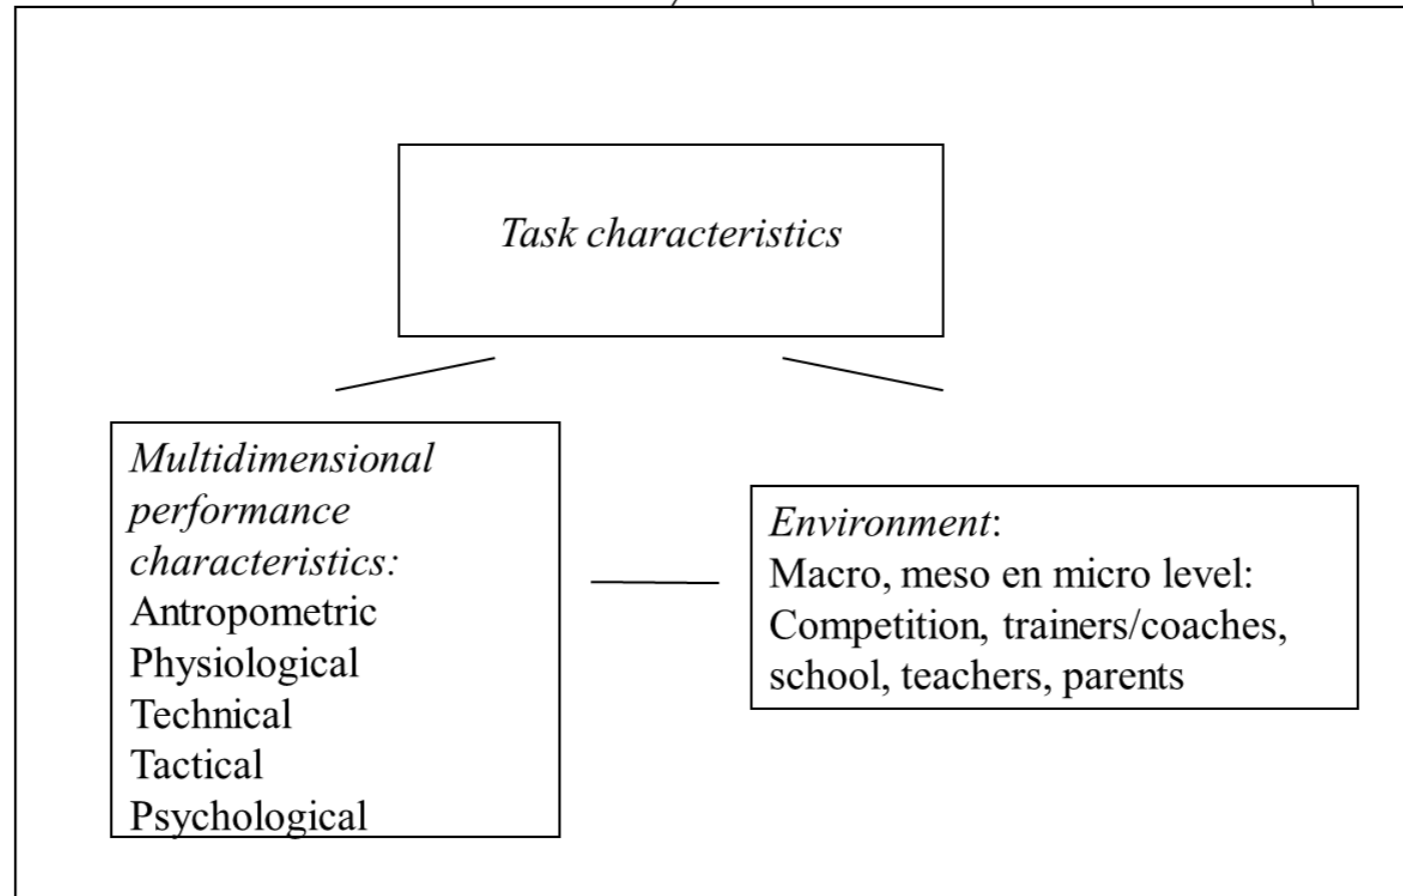 Task characteristics
Multidimensional
performance
characteristics:
Antropometric
Physiological
Technical
Tactical
Psychological
Environment:
Macro, meso en micro level:
Competition, trainers/coaches,
school, teachers, parents